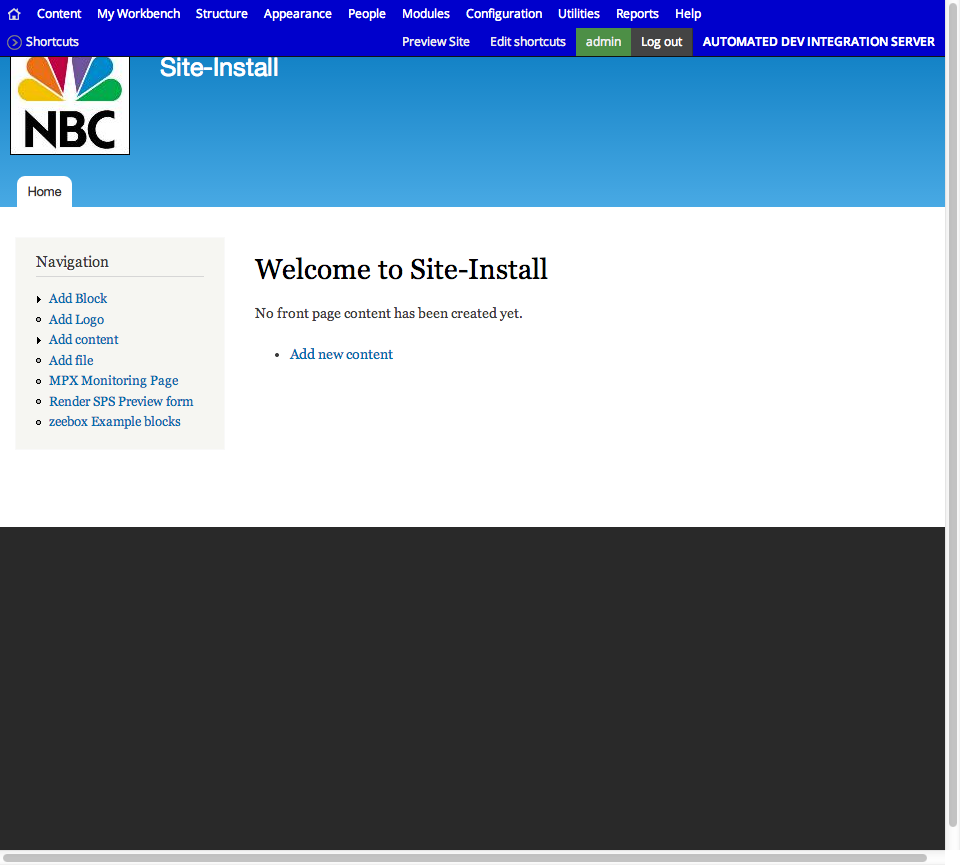 Content My Workbench Structure Appearance People Modules Configuration Utilities Reports Help
Shortcuts Preview Site Edit shortcuts admin Log out AUTOMATED DEV INTEGRATION SERVER
Site-Install
NBC
Home
Navigation
Add Block
Add Logo
Add content
Add file
MPX Monitoring Page
Render SPS Preview form
zeebox Example blocks
Welcome to Site-Install
No front page content has been created yet.
Add new content